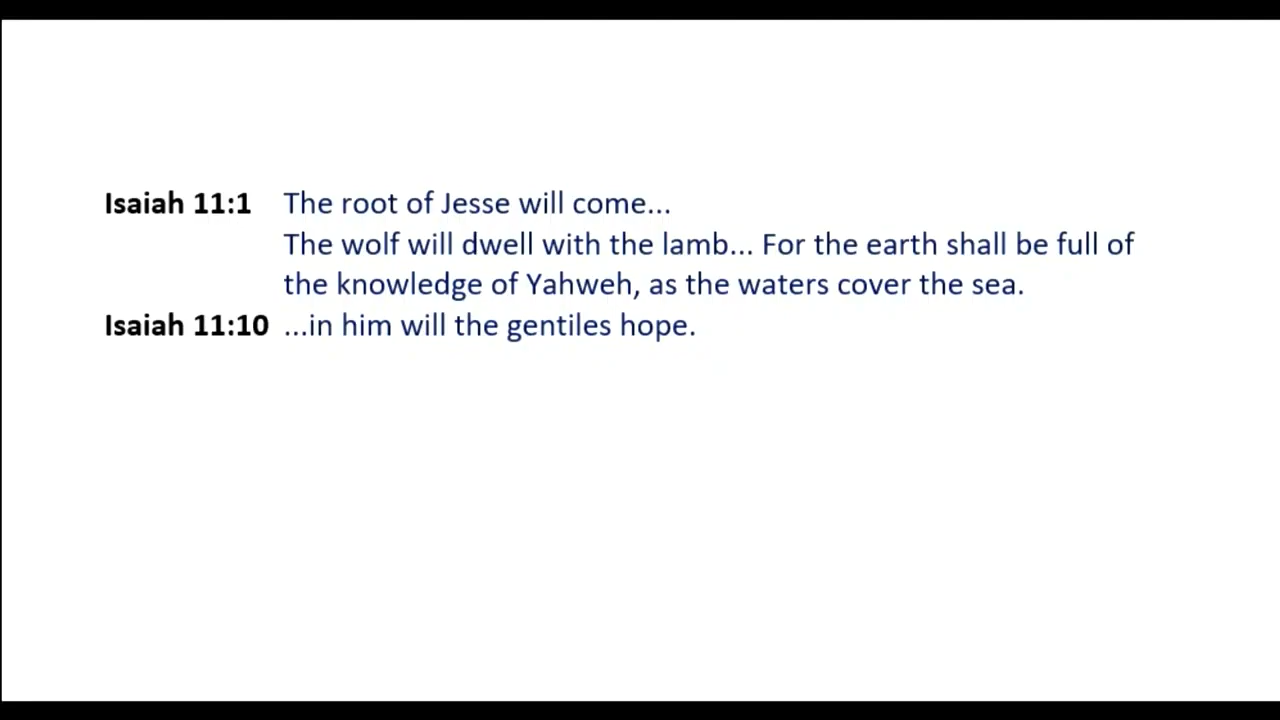 Isaiah 11:1 The root of Jesse will come...
The wolf will dwell with the lamb... For the earth shall be full of
the knowledge of Yahweh, as the waters cover the sea.
Isaiah 11:10 ...in him will the gentiles hope.